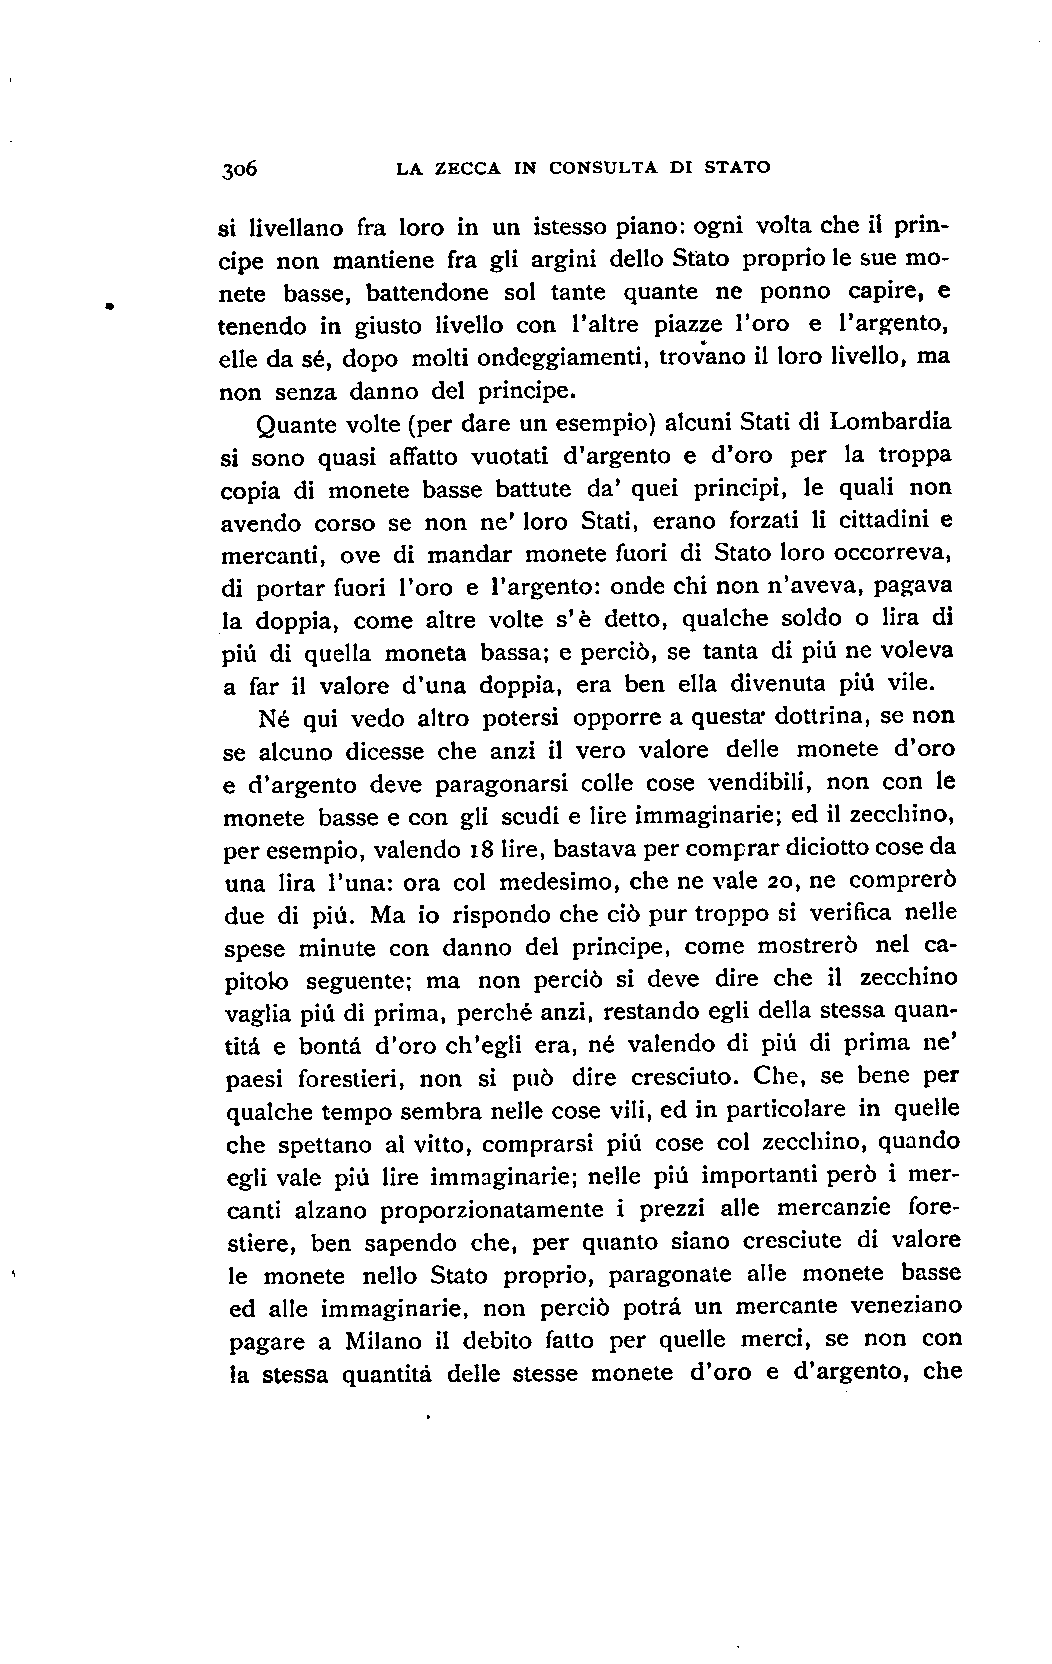 306 LA ZECCA IN CONSULTA DI STATO
si livellano fra loro in un istesso piano: ogni volta che il prin-
cipe non mantiene fra gli argini dello Stato proprio le sue mo-
nete basse, battendone sol tante quante ne ponno capire, e
tenendo in giusto livello con l'altre piazze l'oro e l'argento,
elle da sé, dopo molti ondeggiamenti, trovano il loro livello, ma
non senza danno del principe.
Quante volte (per dare un esempio) alcuni Stati di Lombardia
si sono quasi affatto vuotati d'argento e d'oro per la troppa
copia di monete basse battute da' quei principi, le quali non
avendo corso se non ne' loro Stati, erano forzati li cittadini e
mercanti, ove di mandar monete fuori di Stato loro occorreva,
di portar fuori l'oro e l'argento: onde chi non n'aveva, pagava
la doppia, come altre volte s'è detto, qualche soldo o lira di
piú di quella moneta bassa; e perciò, se tanta di piú ne voleva
a far il valore d'una doppia, era ben ella divenuta piú vile.
Né qui vedo altro potersi opporre a questa dottrina, se non
se alcuno dicesse che anzi il vero valore delle monete d'oro
e d'argento deve paragonarsi colle cose vendibili, non con le
monete basse e con gli scudi e lire immaginarie; ed il zecchino,
per esempio, valendo 18 lire, bastava per comprar diciotto cose da
una lira l'una: ora col medesimo, che ne vale 20, ne comprerò
due di piú. Ma io rispondo che ciò pur troppo si verifica nelle
spese minute con danno del principe, come mostrerò nel ca-
pitolo seguente; ma non perciò si deve dire che il zecchino
vaglia piú di prima, perché anzi, restando egli della stessa quan-
titá e bontá d'oro ch'egli era, né valendo di piú di prima ne'
paesi forestieri, non si può dire cresciuto. Che, se bene per
qualche tempo sembra nelle cose vili, ed in particolare in quelle
che spettano al vitto, comprarsi piú cose col zecchino, quando
egli vale piú lire immaginarie; nelle piú importanti però i mer-
canti alzano proporzionatamente i prezzi alle mercanzie fore-
stiere, ben sapendo che, per quanto siano cresciute di valore
le monete nello Stato proprio, paragonate alle monete basse
ed alle immaginarie, non perciò potrá un mercante veneziano
pagare a Milano il debito fatto per quelle merci, se non con
la stessa quantitá delle stesse monete d'oro e d'argento, che